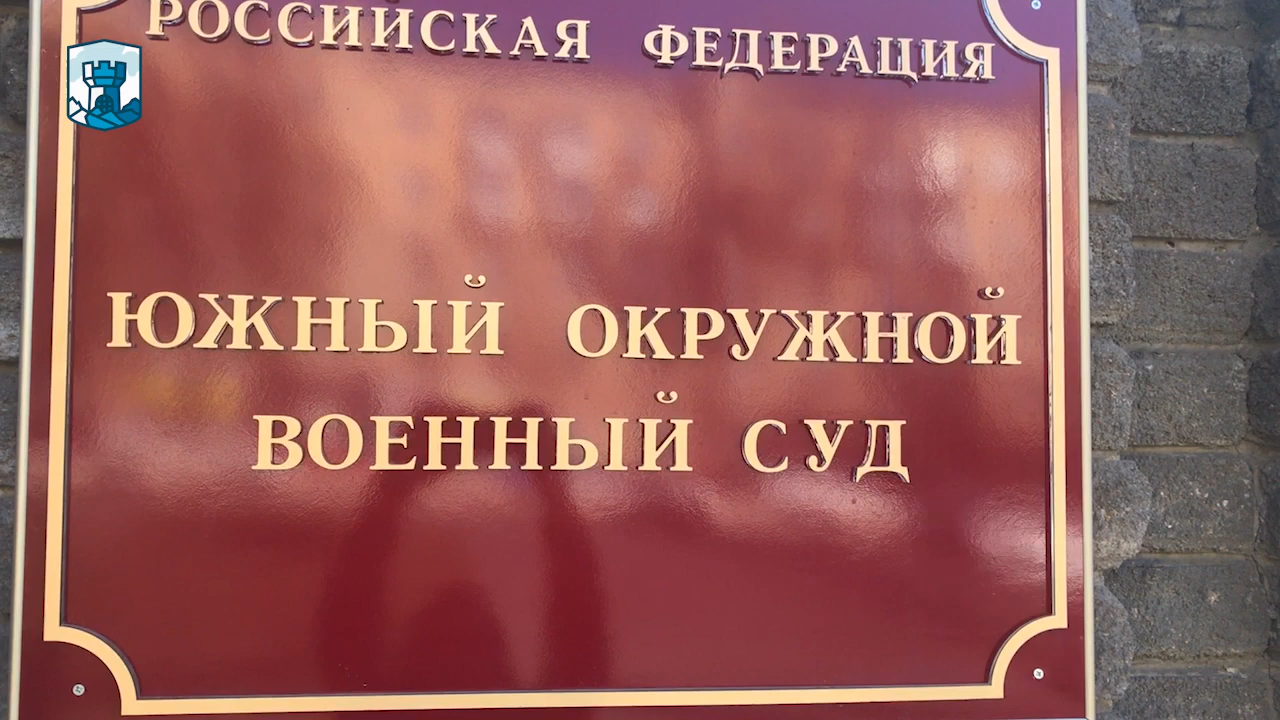 РОССИЙСКАЯ ФЕДЕРАЦИЯ
ЮЖНЫЙ ОКРУЖНОЙ
ВОЕННЫЙ СУД